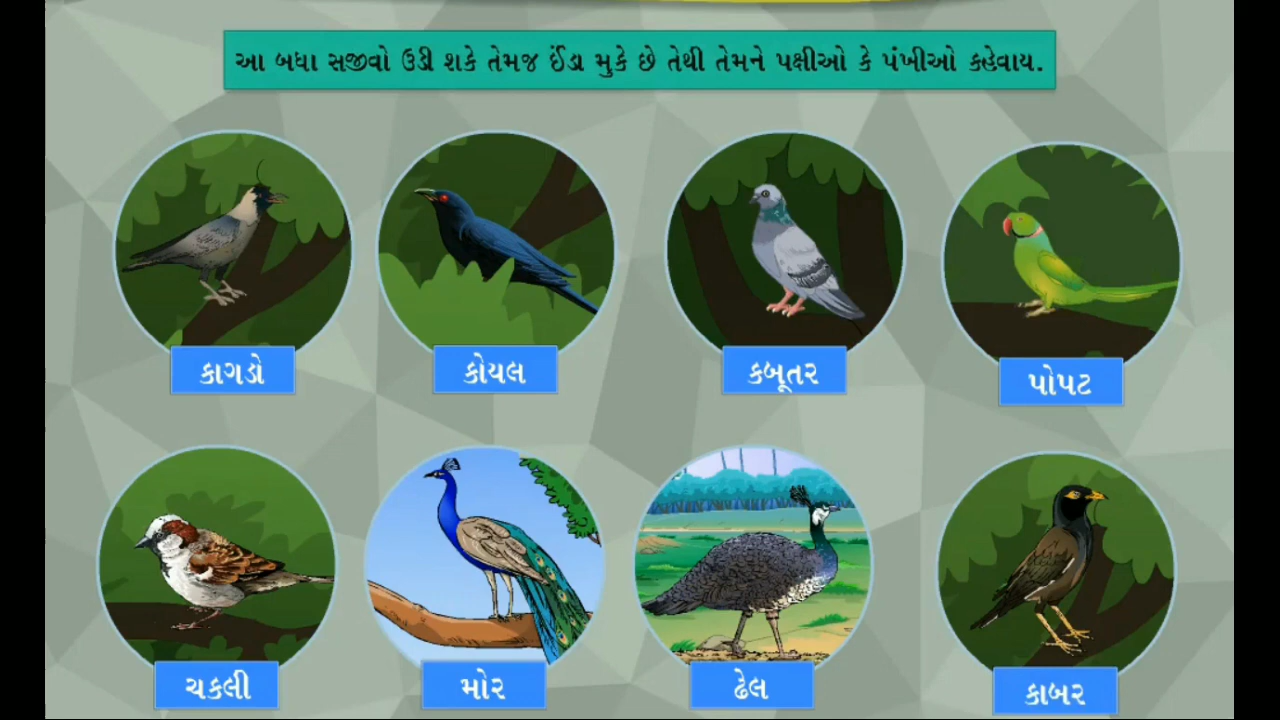 આ બધા સજીવો ઉડી શકે તેમજ ઈંડા મુકે છે તેથી તેમને પક્ષીઓ કે પંખીઓ કહેવાય.
કાગડો
કોયલ
કબૂતર
પોપટ
ચકલી
મોર
ઢેલ
કાબર